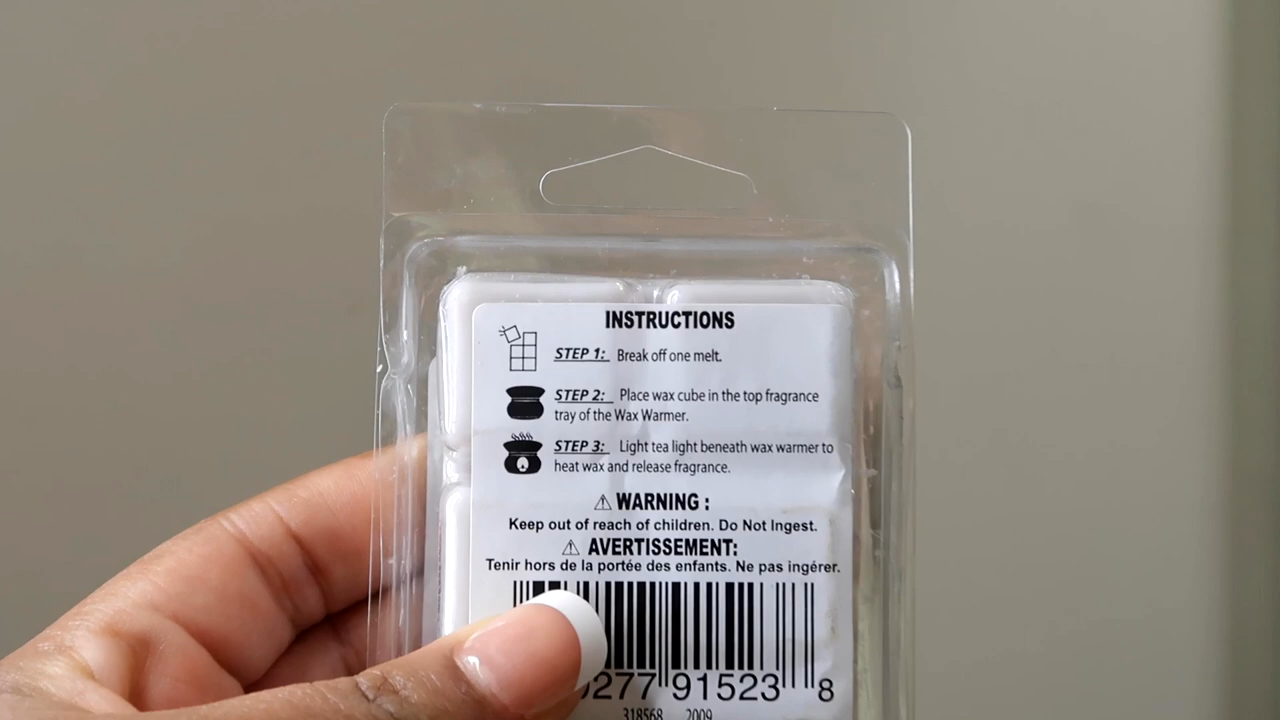 INSTRUCTIONS
STEP 1: Break off one melt.
STEP 2: Place wax cube in the top fragrance
tray of the Wax Warmer.
STEP 3: Light tea light beneath wax warmer to
heat wax and release fragrance.
⚠ WARNING :
Keep out of reach of children. Do Not Ingest.
⚠ AVERTISSEMENT:
Tenir hors de la portée des enfants. Ne pas ingérer.
277 91523 8
318568 2009